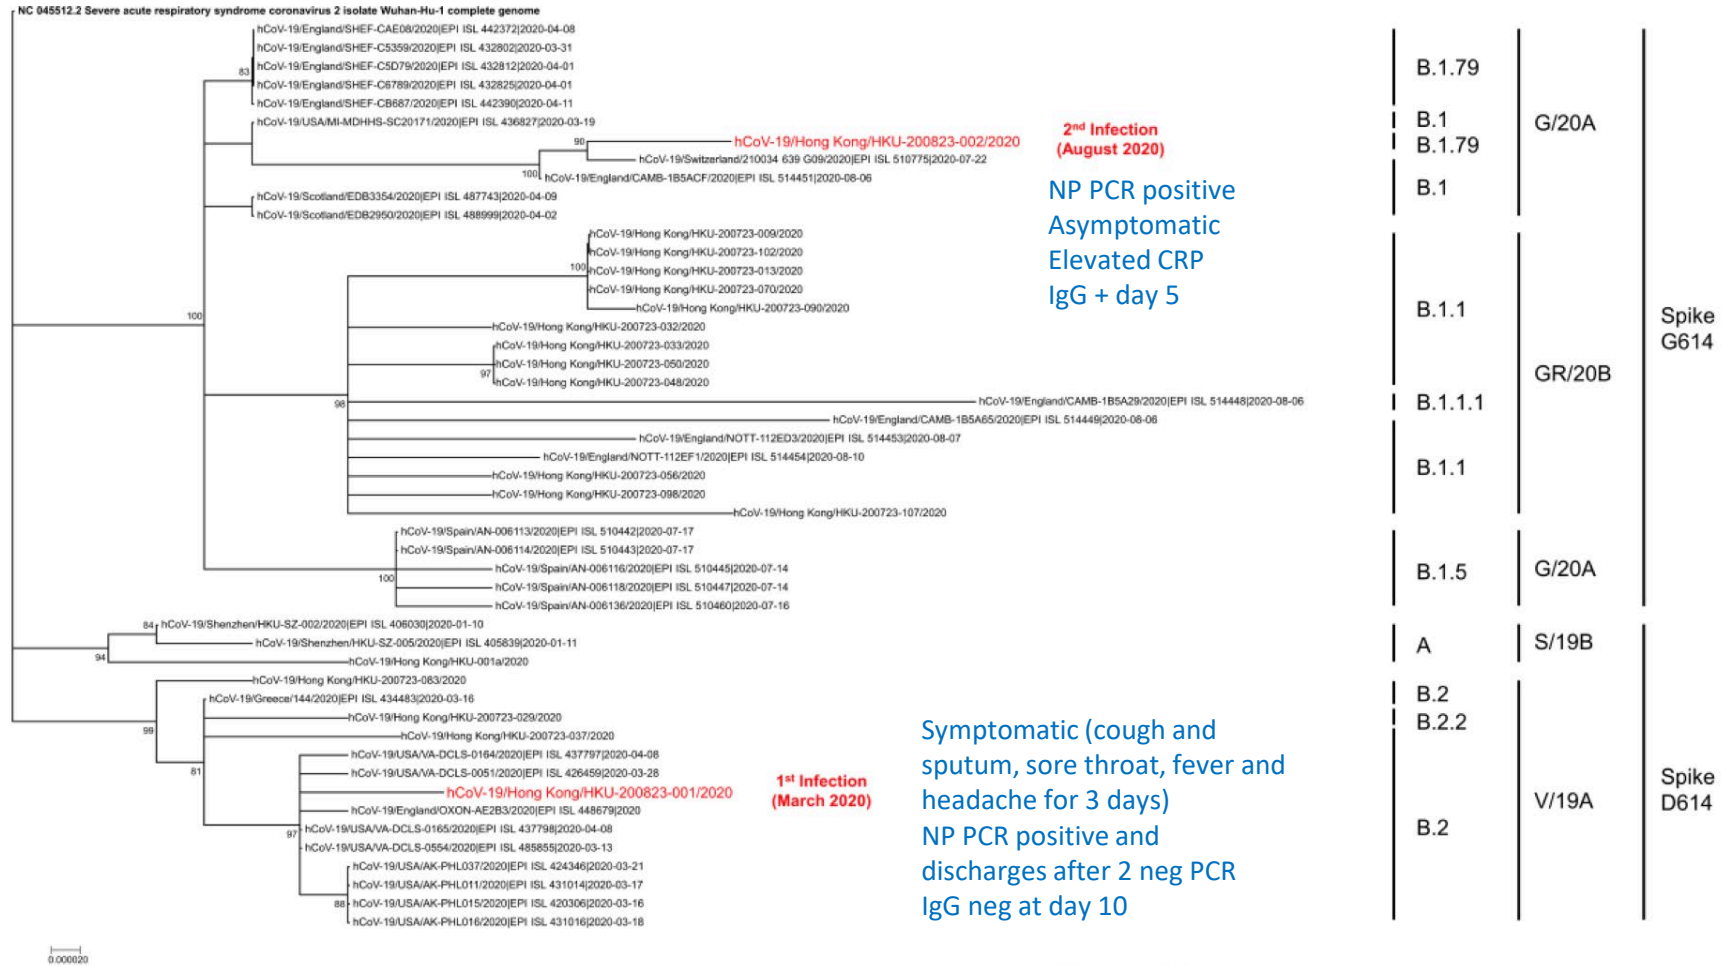 NC 045512.2 Severe acute respiratory syndrome coronavirus 2 isolate Wuhan-Hu-1 complete genome
hCoV-19/England/SHEF-CAE08/2020|EPI ISL 442372|2020-04-08
hCoV-19/England/SHEF-C5359/2020|EPI ISL 432802|2020-03-31
hCoV-19/England/SHEF-C5D79/2020|EPI ISL 432812|2020-04-01
83
hCoV-19/England/SHEF-C6789/2020|EPI ISL 432825|2020-04-01
hCoV-19/England/SHEF-CB687/2020|EPI ISL 442390|2020-04-11
hCoV-19/USA/MI-MDHHS-SC20171/2020|EPI ISL 436827|2020-03-19
90
hCoV-19/Hong Kong/HKU-200823-002/2020
hCoV-19/Switzerland/210034 639 G09/2020|EPI ISL 510775|2020-07-22
100
hCoV-19/England/CAMB-1B5ACF/2020|EPI ISL 514451|2020-08-06
hCoV-19/Scotland/EDB3354/2020|EPI ISL 487743|2020-04-09
hCoV-19/Scotland/EDB2950/2020|EPI ISL 488999|2020-04-02
hCoV-19/Hong Kong/HKU-200723-009/2020
hCoV-19/Hong Kong/HKU-200723-102/2020
100
hCoV-19/Hong Kong/HKU-200723-013/2020
hCoV-19/Hong Kong/HKU-200723-070/2020
hCoV-19/Hong Kong/HKU-200723-090/2020
100
hCoV-19/Hong Kong/HKU-200723-032/2020
hCoV-19/Hong Kong/HKU-200723-033/2020
hCoV-19/Hong Kong/HKU-200723-050/2020
97
hCoV-19/Hong Kong/HKU-200723-048/2020
98
hCoV-19/England/CAMB-1B5A29/2020|EPI ISL 514448|2020-08-06
hCoV-19/England/CAMB-1B5A65/2020|EPI ISL 514449|2020-08-06
hCoV-19/England/NOTT-112ED3/2020|EPI ISL 514453|2020-08-07
hCoV-19/England/NOTT-112EF1/2020|EPI ISL 514454|2020-08-10
hCoV-19/Hong Kong/HKU-200723-056/2020
hCoV-19/Hong Kong/HKU-200723-098/2020
hCoV-19/Hong Kong/HKU-200723-107/2020
hCoV-19/Spain/AN-006113/2020|EPI ISL 510442|2020-07-17
hCoV-19/Spain/AN-006114/2020|EPI ISL 510443|2020-07-17
hCoV-19/Spain/AN-006116/2020|EPI ISL 510445|2020-07-14
100
hCoV-19/Spain/AN-006118/2020|EPI ISL 510447|2020-07-14
hCoV-19/Spain/AN-006136/2020|EPI ISL 510460|2020-07-16
84
hCoV-19/Shenzhen/HKU-SZ-002/2020|EPI ISL 406030|2020-01-10
hCoV-19/Shenzhen/HKU-SZ-005/2020|EPI ISL 405839|2020-01-11
94
hCoV-19/Hong Kong/HKU-001a/2020
hCoV-19/Hong Kong/HKU-200723-083/2020
hCoV-19/Greece/144/2020|EPI ISL 434483|2020-03-16
hCoV-19/Hong Kong/HKU-200723-029/2020
99
hCoV-19/Hong Kong/HKU-200723-037/2020
hCoV-19/USA/VA-DCLS-0164/2020|EPI ISL 437797|2020-04-08
81
hCoV-19/USA/VA-DCLS-0051/2020|EPI ISL 426459|2020-03-28
hCoV-19/Hong Kong/HKU-200823-001/2020
hCoV-19/England/OXON-AE2B3/2020|EPI ISL 448679|2020
97
hCoV-19/USA/VA-DCLS-0165/2020|EPI ISL 437798|2020-04-08
hCoV-19/USA/VA-DCLS-0554/2020|EPI ISL 485855|2020-03-13
hCoV-19/USA/AK-PHL037/2020|EPI ISL 424346|2020-03-21
hCoV-19/USA/AK-PHL011/2020|EPI ISL 431014|2020-03-17
88
hCoV-19/USA/AK-PHL015/2020|EPI ISL 420306|2020-03-16
hCoV-19/USA/AK-PHL016/2020|EPI ISL 431016|2020-03-18
0.000020
2nd Infection
(August 2020)
NP PCR positive
Asymptomatic
Elevated CRP
IgG + day 5
1st Infection
(March 2020)
Symptomatic (cough and
sputum, sore throat, fever and
headache for 3 days)
NP PCR positive and
discharges after 2 neg PCR
IgG neg at day 10
B.1.79
B.1
B.1.79
B.1
B.1.1
B.1.1.1
B.1.1
B.1.5
A
B.2
B.2.2
B.2
G/20A
GR/20B
G/20A
S/19B
V/19A
Spike
G614
Spike
D614